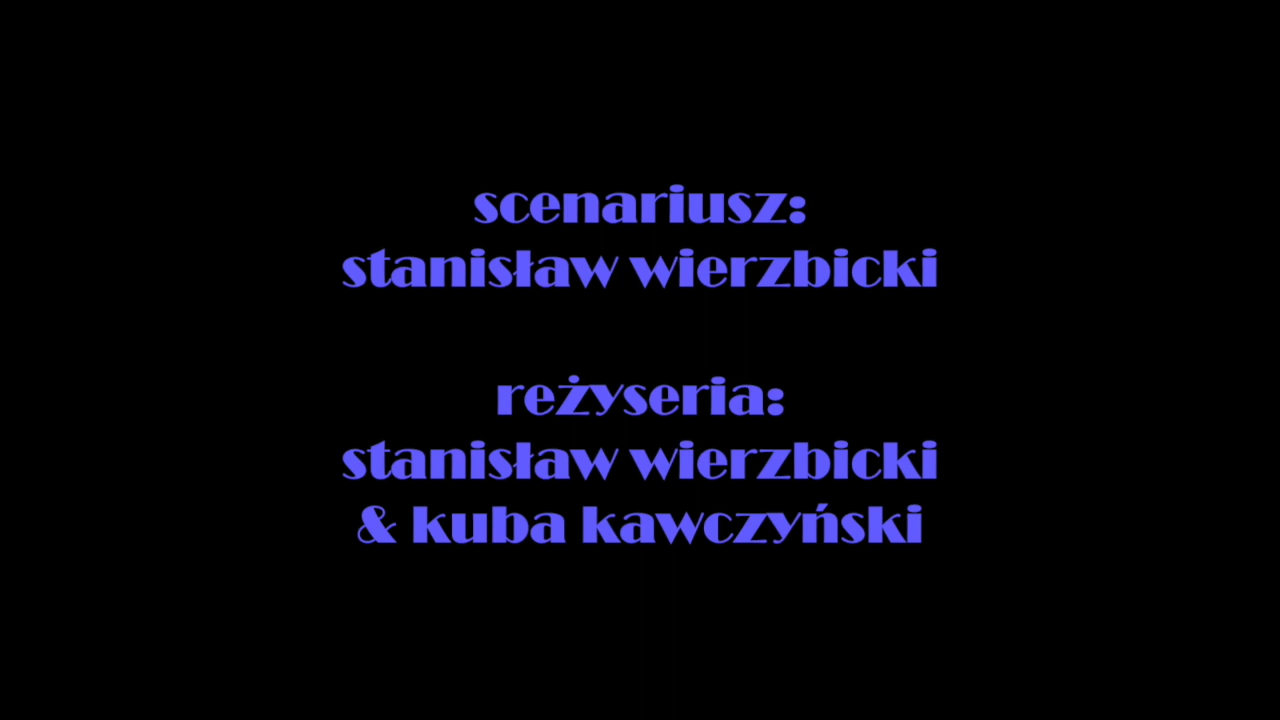 scenariusz:
stanisław wierzbicki
reżyseria:
stanisław wierzbicki
& kuba kawczyński